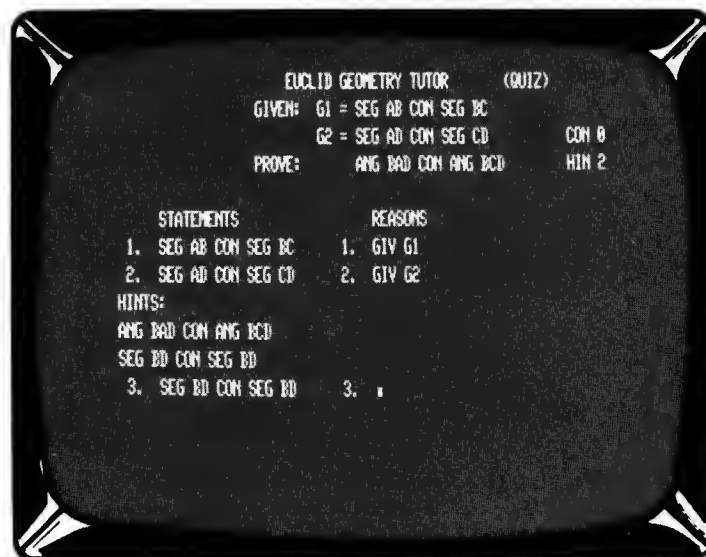 EUCLID GEOMETRY TUTOR (QUIZ)
GIVEN: G1 = SEG AB CON SEG BC
G2 = SEG AD CON SEG CD CON 0
PROVE: ANG BAD CON ANG BCD HIN 2
STATEMENTS REASONS
1. SEG AB CON SEG BC 1. GIV G1
2. SEG AD CON SEG CD 2. GIV G2
HINTS:
ANG BAD CON ANG BCD
SEG BD CON SEG BD
3. SEG BD CON SEG BD 3.